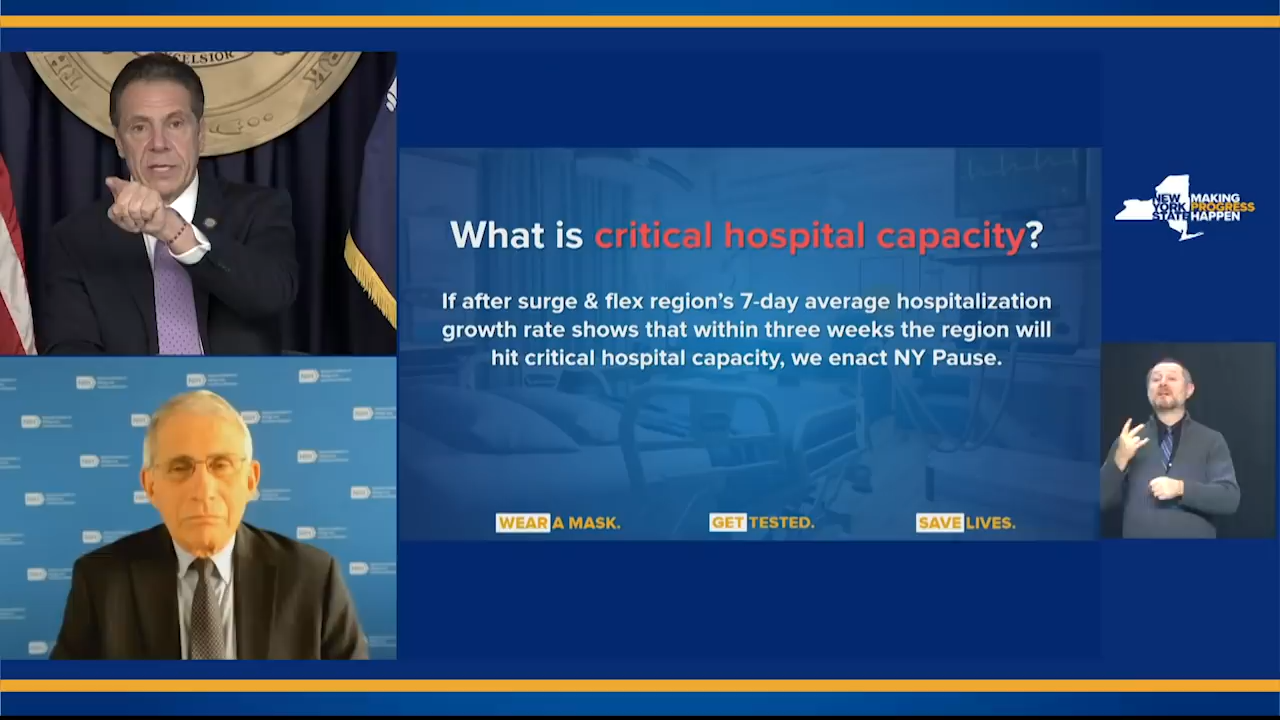 EXCELSIOR
What is critical hospital capacity?
If after surge & flex region's 7-day average hospitalization
growth rate shows that within three weeks the region will
hit critical hospital capacity, we enact NY Pause.
WEAR A MASK.
GET TESTED.
SAVE LIVES.
NEW
YORK
STATE
MAKING
PROGRESS
HAPPEN
NIH